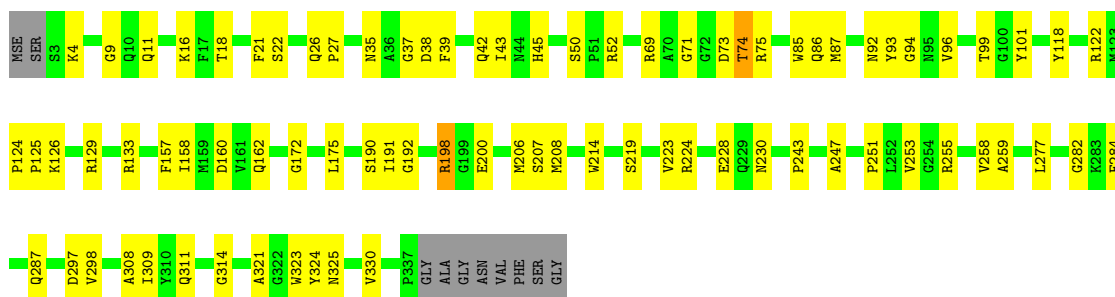 MSE SER S3 K4 G9 Q10 Q11 K16 F17 T18 F21 S22 Q26 P27 N35 A36 G37 D38 F39 Q42 I43 N44 H45 S50 P51 R52 R69 A70 G71 G72 D73 T74 R75 W85 Q86 M87 N92 Y93 G94 N95 V96 T99 G100 Y101 Y118 R122 M123
P124 P125 K126 R129 R133 F157 I158 M159 D160 V161 Q162 G172 L175 S190 I191 G192 R198 G199 E200 M206 S207 M208 W214 S219 V223 R224 E228 Q229 N230 P243 A247 P251 L252 V253 G254 R255 V258 A259 L277 G282 K283
Q287 D297 V298 A308 I309 Y310 Q311 G314 A321 G322 W323 Y324 N325 V330 P337 GLY ALA GLY ASN VAL PHE SER GLY